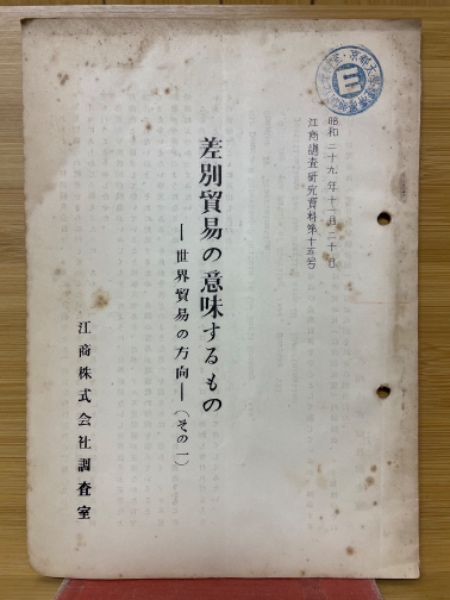 昭和二十九年十一月二十日
江商調査研究資料第十五号
差別貿易の意味するもの
―世界貿易の方向―(その一)
江商株式会社調査室